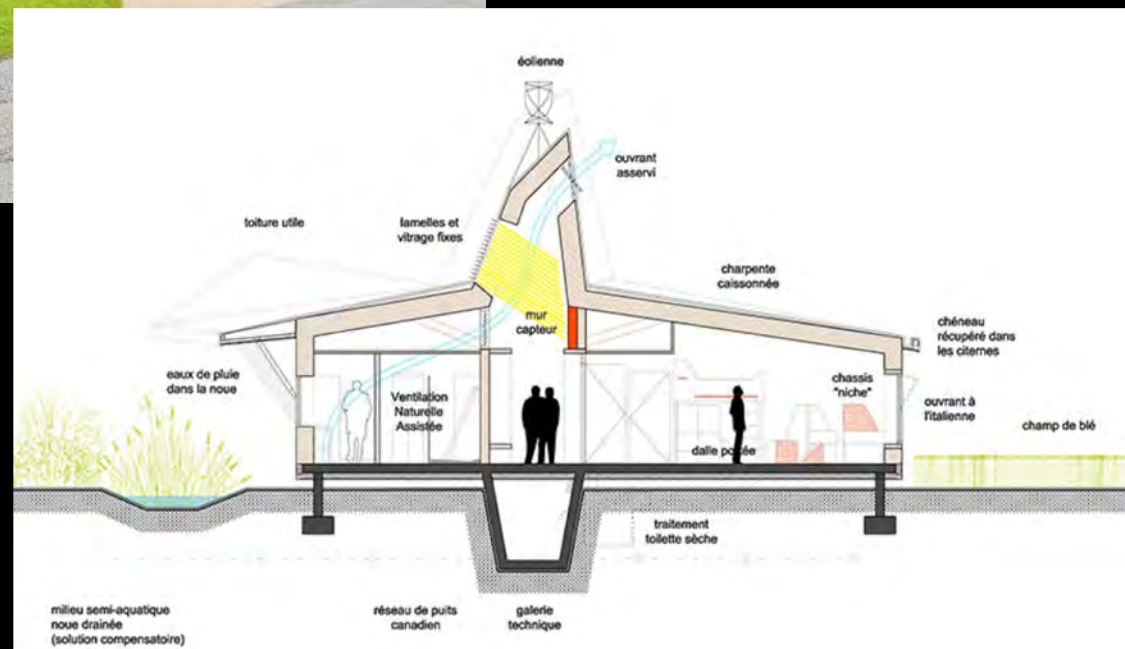 éolienne
ouvrant
asservi
toiture utile
lamelles et
vitrage fixes
charpente
caissonnée
mur
capteur
chéneau
récupéré dans
les citernes
eaux de pluie
dans la noue
Ventilation
Naturelle
Assistée
chassis
"niche"
ouvrant à
l'italienne
champ de blé
dalle portée
traitement
toilette sèche
milieu semi-aquatique
noue drainée
(solution compensatoire)
réseau de puits
canadien
galerie
technique